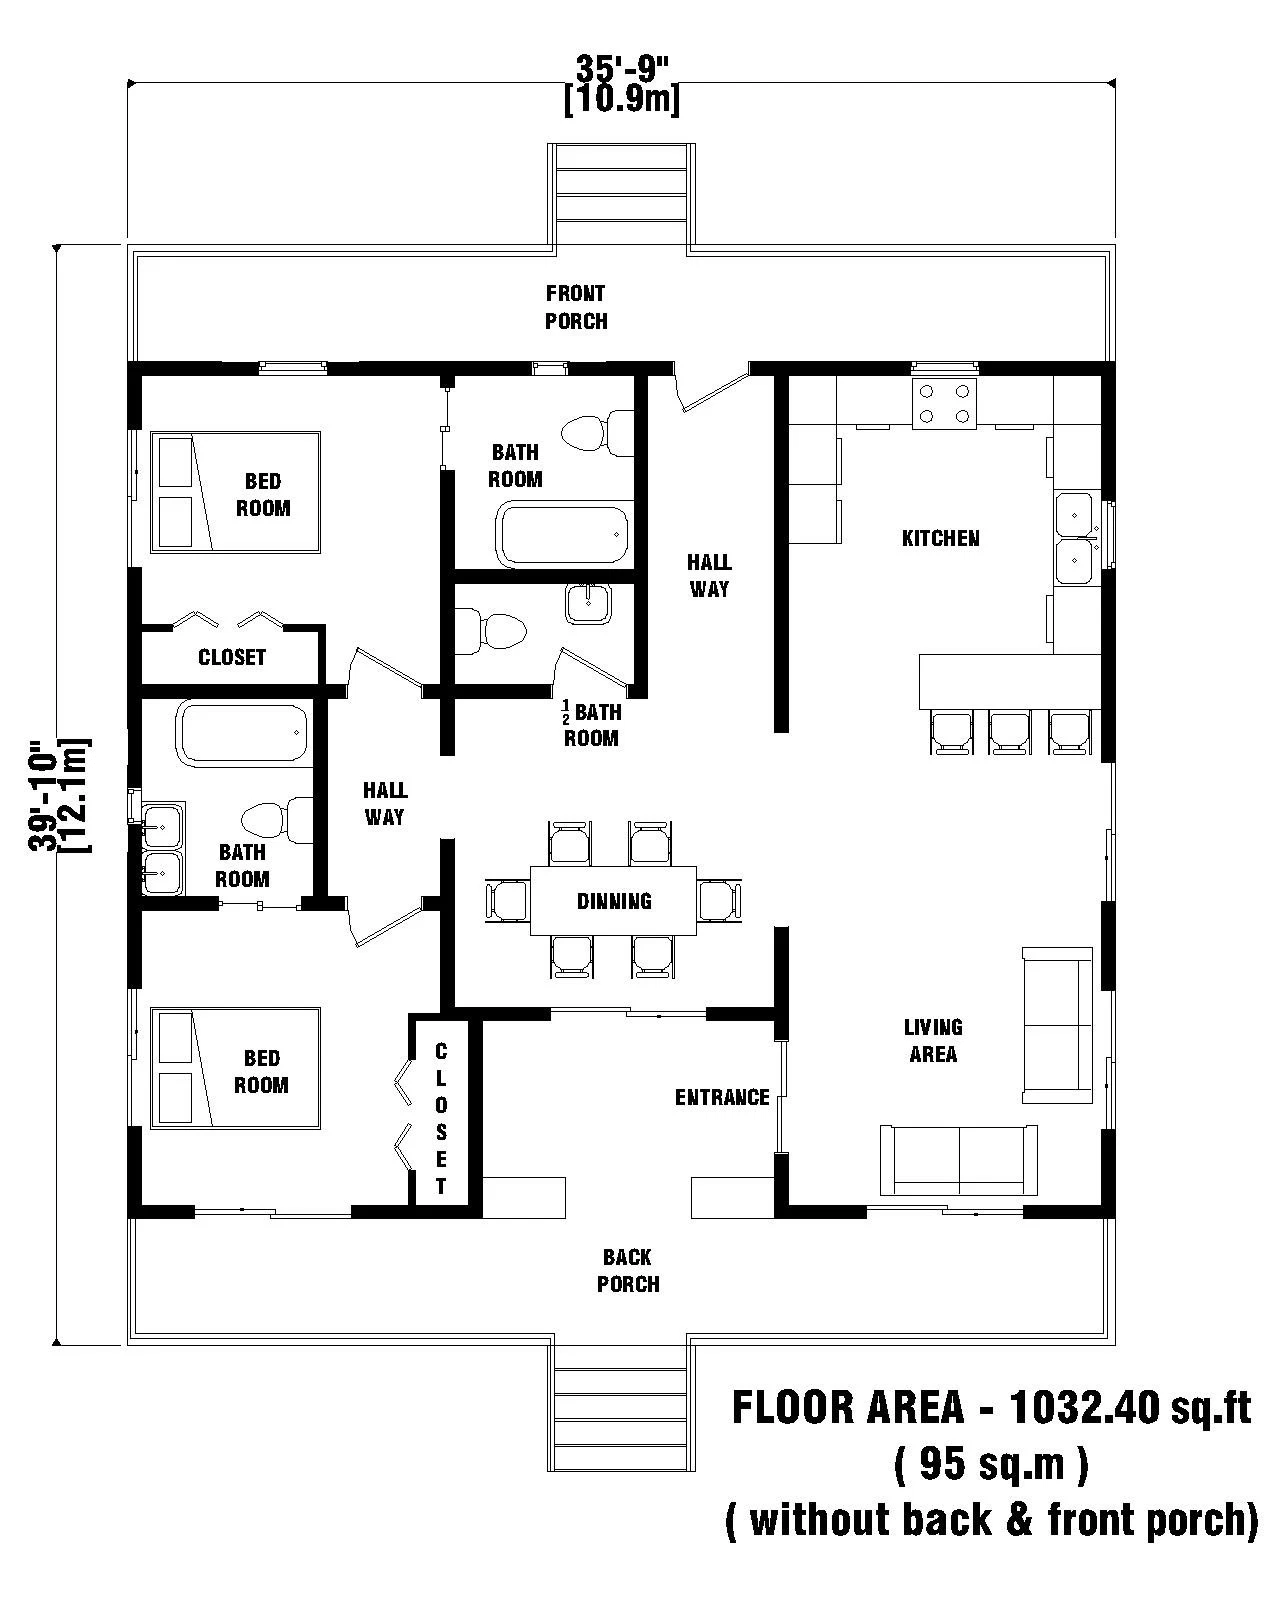 35'-9"
[10.9m]
FRONT
PORCH
BED
ROOM
BATH
ROOM
KITCHEN
HALL
WAY
CLOSET
½ BATH
ROOM
39'-10"
[12.1m]
HALL
WAY
BATH
ROOM
DINNING
LIVING
AREA
BED
ROOM
CLOSET
ENTRANCE
BACK
PORCH
FLOOR AREA - 1032.40 sq.ft
( 95 sq.m )
( without back & front porch)